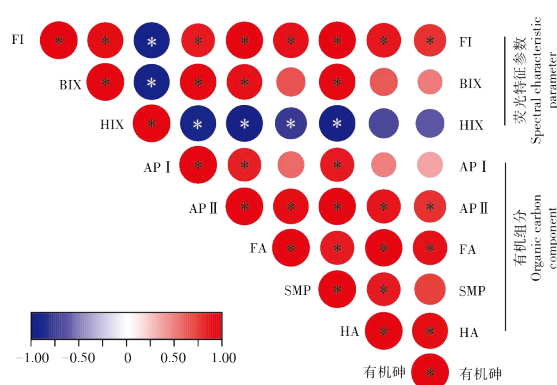 FI * * * * * * * * * FI
BIX * * * * * BIX
HIX * * * * * HIX
AP Ⅰ * * * AP Ⅰ
AP Ⅱ * * * * * AP Ⅱ
FA * * * * FA
SMP * * SMP
HA * * HA
有机砷 * 有机砷
荧光特征参数
Spectral characteristic
parameter
有机组分
Organic carbon
component
-1.00 -0.50 0 0.50 1.00